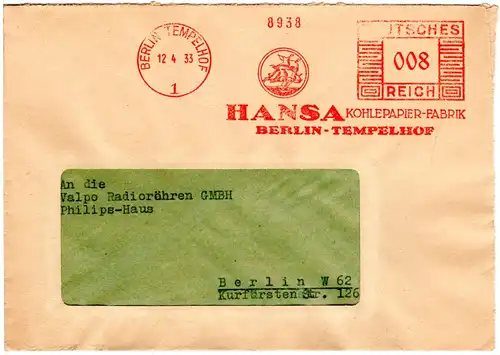 8938
BERLIN-TEMPELHOF
12 4 33
1
UTSCHES
008
REICH
HANSA KOHLEPAPIER-FABRIK
BERLIN-TEMPELHOF
An die
Valpo Radioröhren GMBH
Philips-Haus
Berlin W 62
Kurfürsten Str. 126